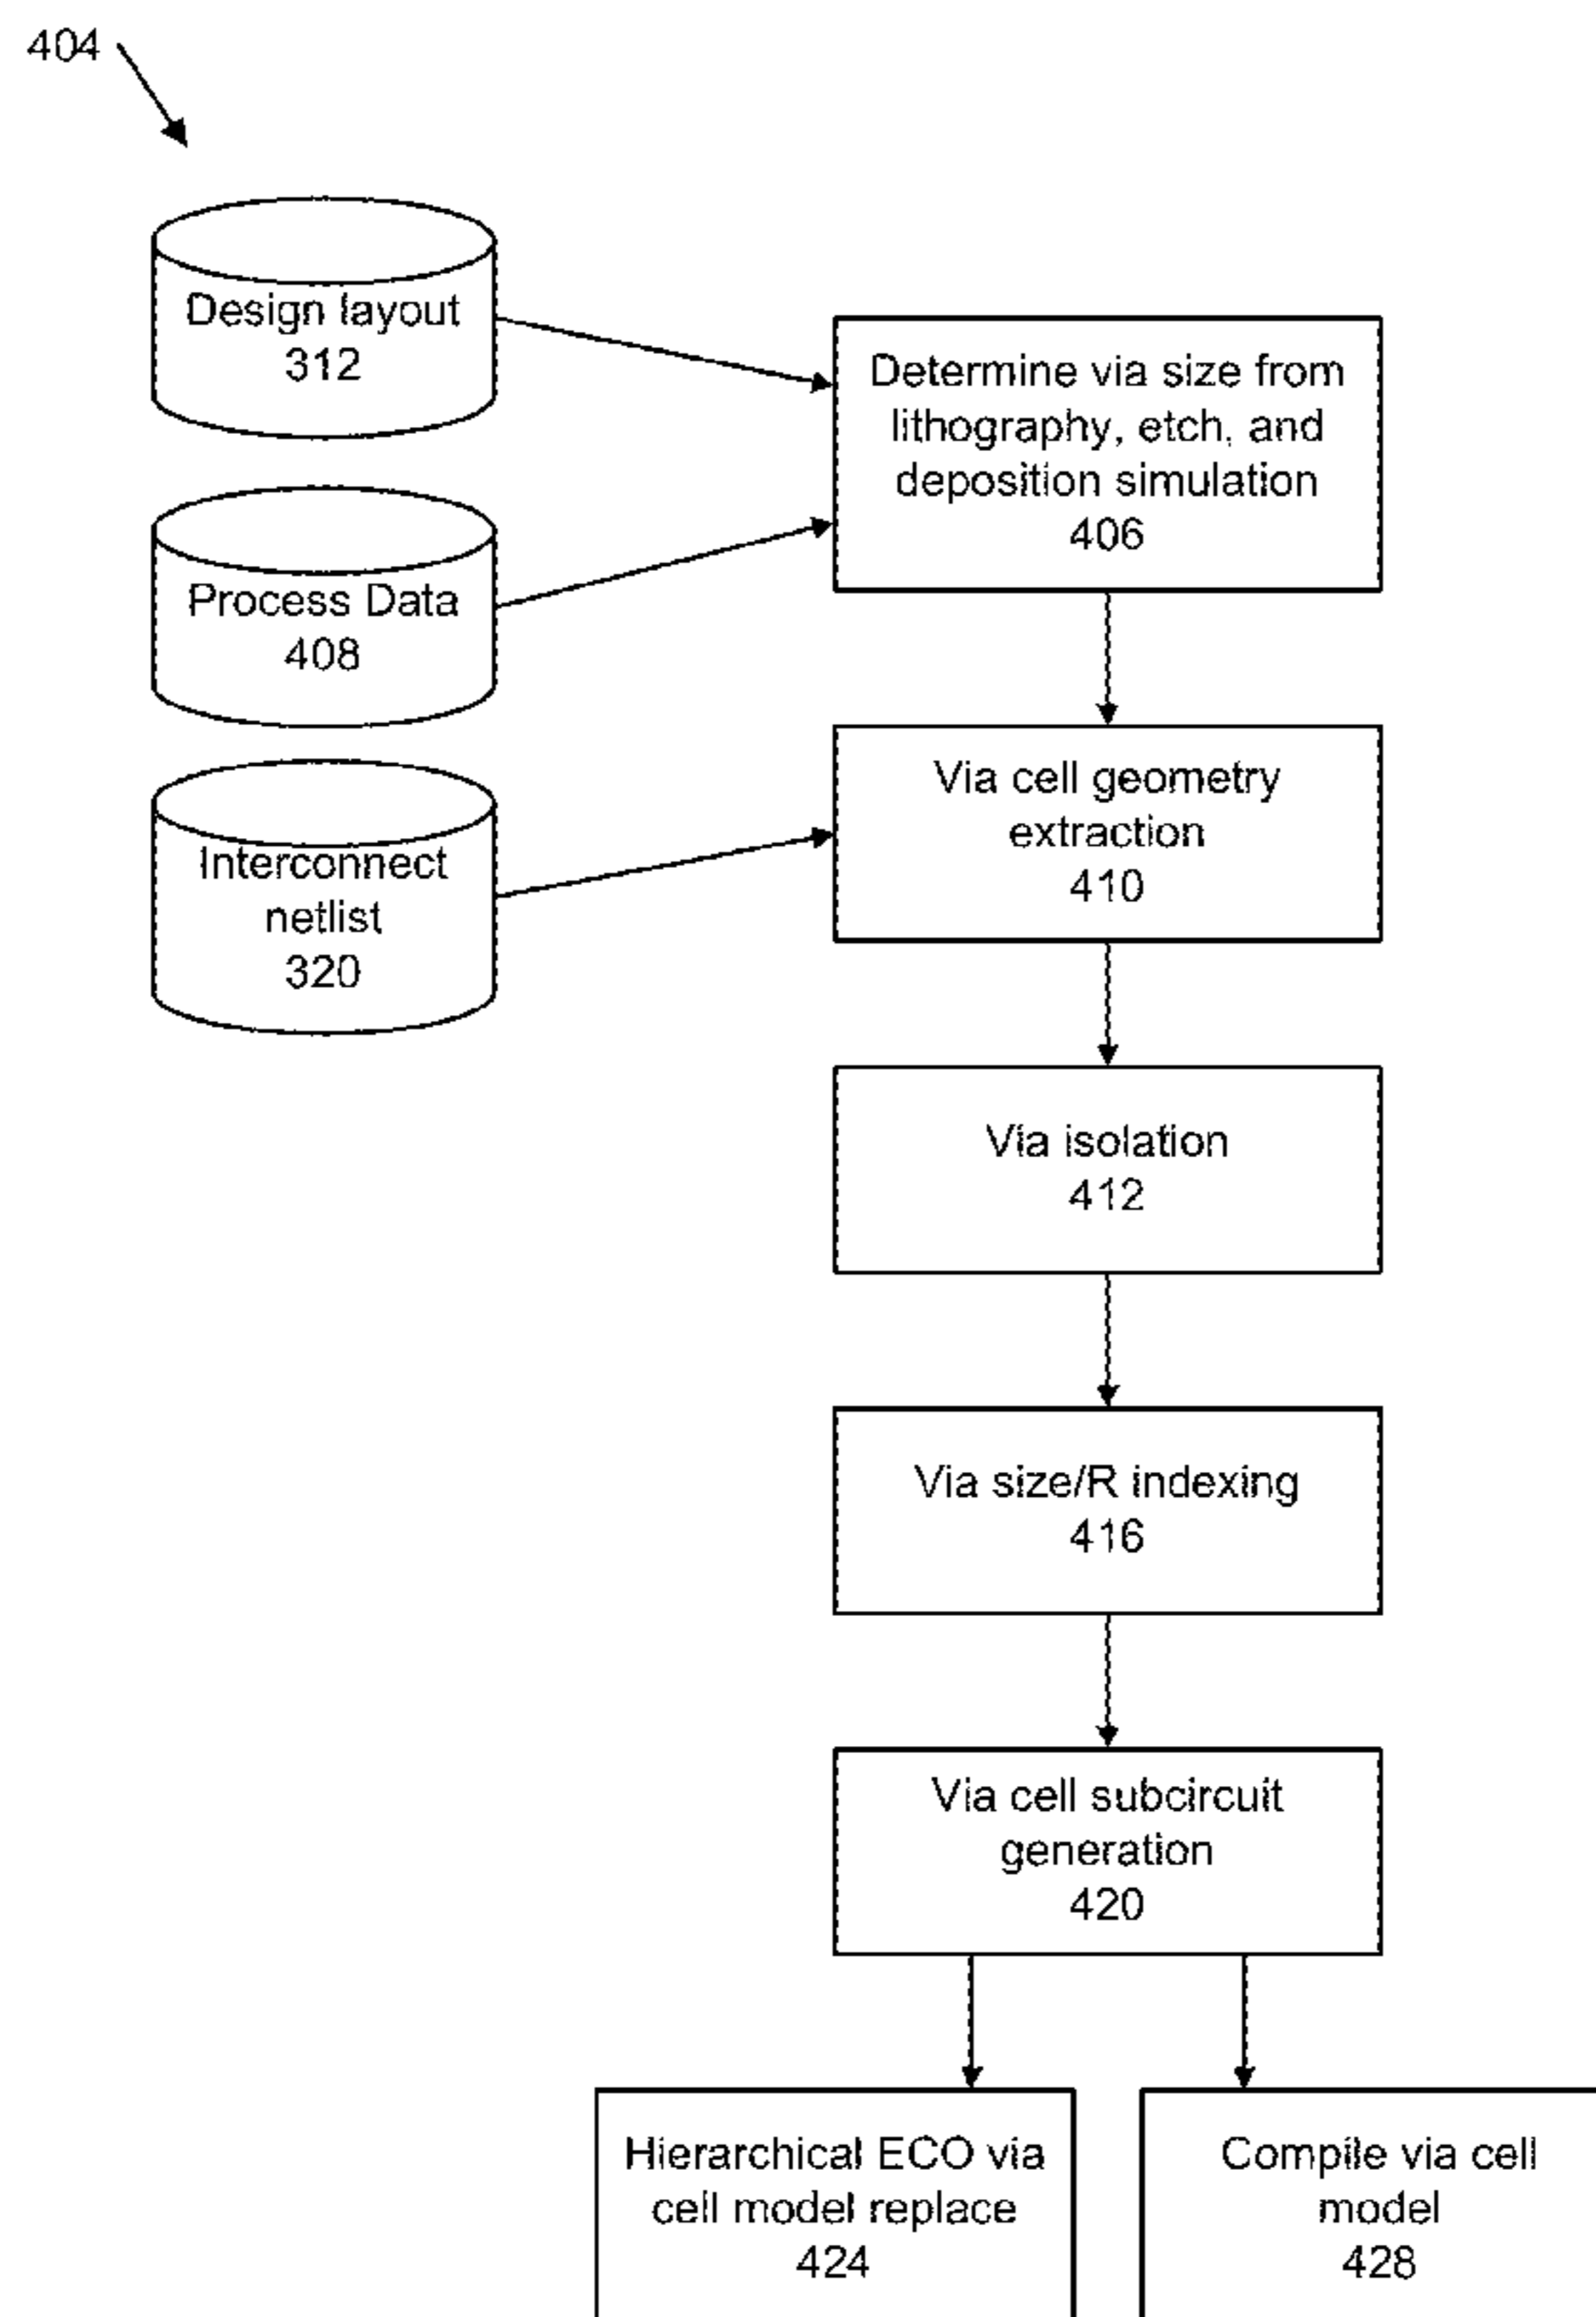 404
Design layout
312
Determine via size from
lithography, etch, and
deposition simulation
406
Process Data
408
Via cell geometry
extraction
410
Interconnect
netlist
320
Via isolation
412
Via size/R indexing
416
Via cell subcircuit
generation
420
Hierarchical ECO via
cell model replace
424
Compile via cell
model
428